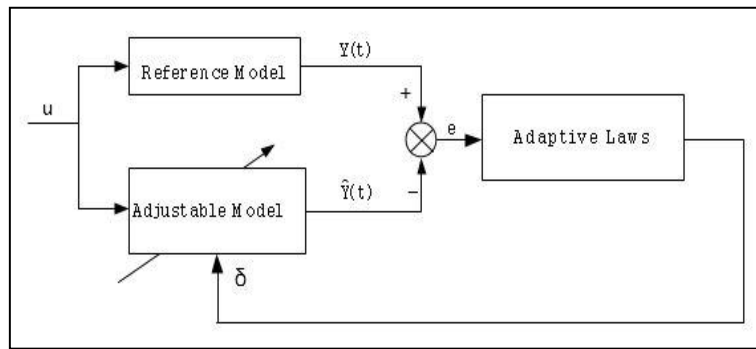 Y(t)
Reference Model
u
+
e
Adaptive Laws
Ŷ(t)
−
Adjustable Model
δ